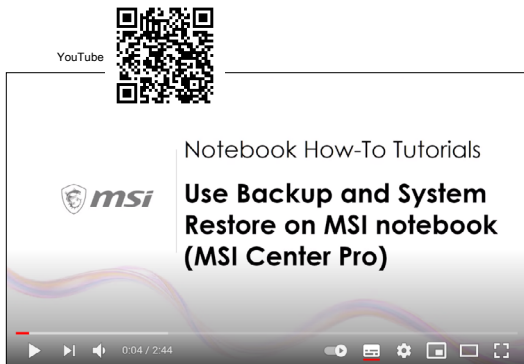 YouTube
Notebook How-To Tutorials
msi
Use Backup and System
Restore on MSI notebook
(MSI Center Pro)
0:04 / 2:44